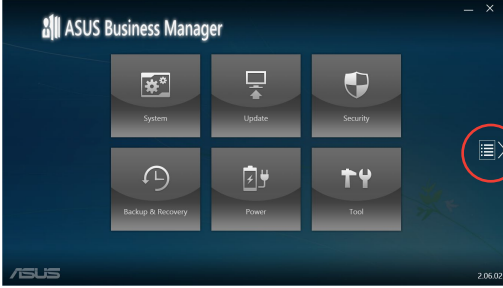 ASUS Business Manager
System
Update
Security
Backup & Recovery
Power
Tool
ASUS
2.06.02